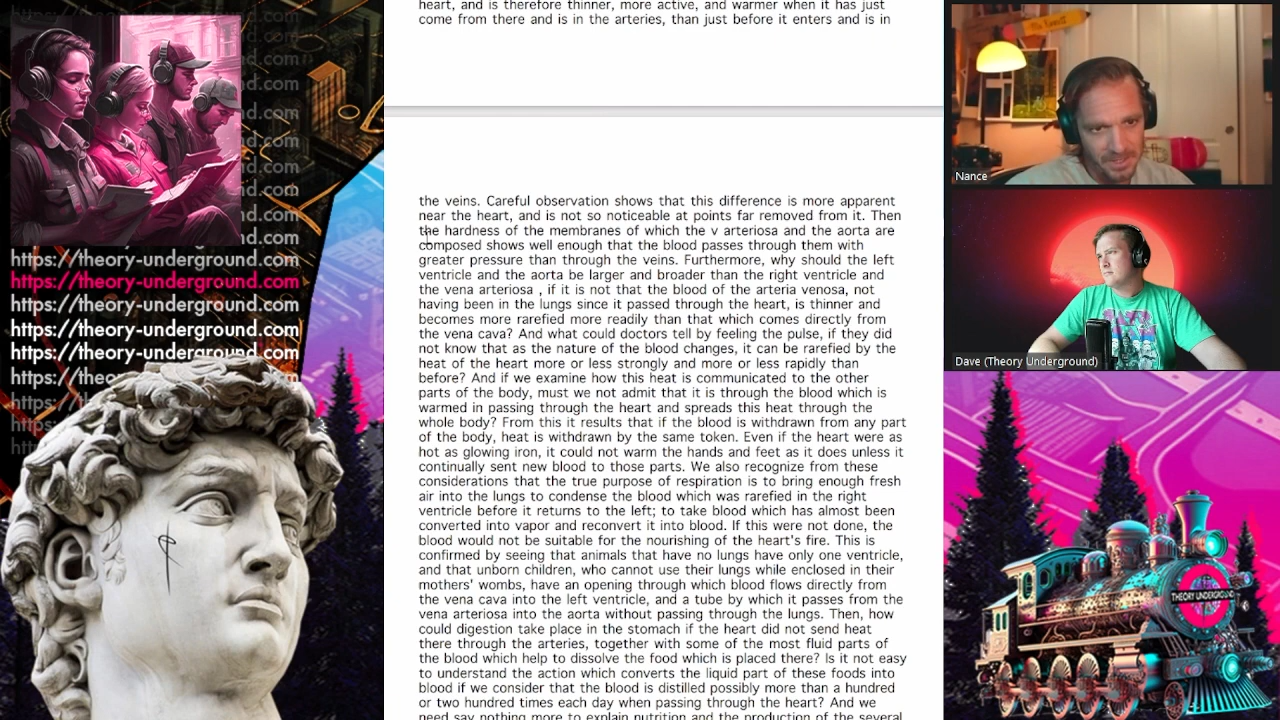 https://theory-underground.com
https://theory-underground.com
https://theory-underground.com
https://theory-underground.com
https://theory-underground.com
heart, and is therefore thinner, more active, and warmer when it has just
come from there and is in the arteries, than just before it enters and is in
the veins. Careful observation shows that this difference is more apparent
near the heart, and is not so noticeable at points far removed from it. Then
the hardness of the membranes of which the v arteriosa and the aorta are
composed shows well enough that the blood passes through them with
greater pressure than through the veins. Furthermore, why should the left
ventricle and the aorta be larger and broader than the right ventricle and
the vena arteriosa , if it is not that the blood of the arteria venosa, not
having been in the lungs since it passed through the heart, is thinner and
becomes more rarefied more readily than that which comes directly from
the vena cava? And what could doctors tell by feeling the pulse, if they did
not know that as the nature of the blood changes, it can be rarefied by the
heat of the heart more or less strongly and more or less rapidly than
before? And if we examine how this heat is communicated to the other
parts of the body, must we not admit that it is through the blood which is
warmed in passing through the heart and spreads this heat through the
whole body? From this it results that if the blood is withdrawn from any part
of the body, heat is withdrawn by the same token. Even if the heart were as
hot as glowing iron, it could not warm the hands and feet as it does unless it
continually sent new blood to those parts. We also recognize from these
considerations that the true purpose of respiration is to bring enough fresh
air into the lungs to condense the blood which was rarefied in the right
ventricle before it returns to the left; to take blood which has almost been
converted into vapor and reconvert it into blood. If this were not done, the
blood would not be suitable for the nourishing of the heart's fire. This is
confirmed by seeing that animals that have no lungs have only one ventricle,
and that unborn children, who cannot use their lungs while enclosed in their
mothers' wombs, have an opening through which blood flows directly from
the vena cava into the left ventricle, and a tube by which it passes from the
vena arteriosa into the aorta without passing through the lungs. Then, how
could digestion take place in the stomach if the heart did not send heat
there through the arteries, together with some of the most fluid parts of
the blood which help to dissolve the food which is placed there? Is it not easy
to understand the action which converts the liquid part of these foods into
blood if we consider that the blood is distilled possibly more than a hundred
or two hundred times each day when passing through the heart? And we
need say nothing more to explain nutrition and the production of the several
Nance
Dave (Theory Underground)
THEORY UNDERGROUND